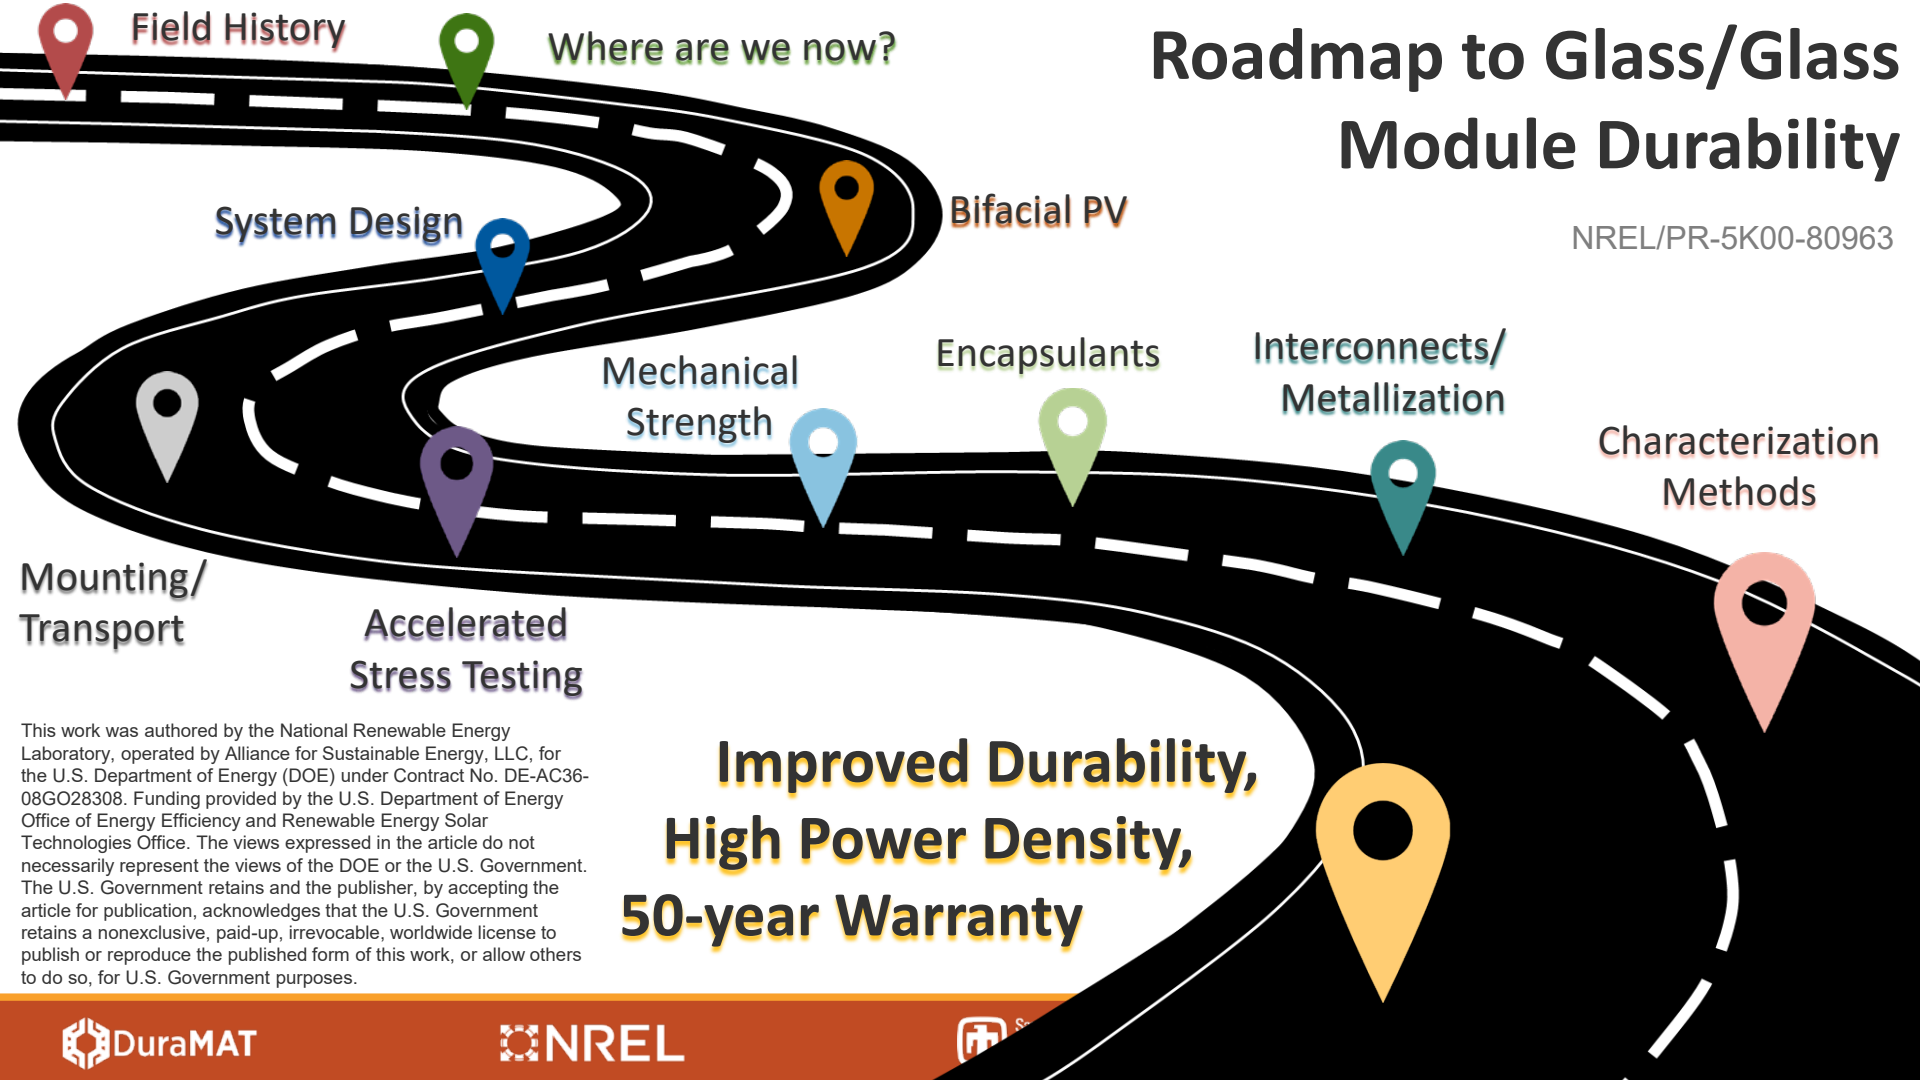 Field History
Where are we now?
Roadmap to Glass/Glass
Module Durability
NREL/PR-5K00-80963
System Design
Bifacial PV
Mechanical
Strength
Encapsulants
Interconnects/
Metallization
Characterization
Methods
Mounting/
Transport
Accelerated
Stress Testing
This work was authored by the National Renewable Energy
Laboratory, operated by Alliance for Sustainable Energy, LLC, for
the U.S. Department of Energy (DOE) under Contract No. DE-AC36-
08GO28308. Funding provided by the U.S. Department of Energy
Office of Energy Efficiency and Renewable Energy Solar
Technologies Office. The views expressed in the article do not
necessarily represent the views of the DOE or the U.S. Government.
The U.S. Government retains and the publisher, by accepting the
article for publication, acknowledges that the U.S. Government
retains a nonexclusive, paid-up, irrevocable, worldwide license to
publish or reproduce the published form of this work, or allow others
to do so, for U.S. Government purposes.
Improved Durability,
High Power Density,
50-year Warranty
DuraMAT
NREL